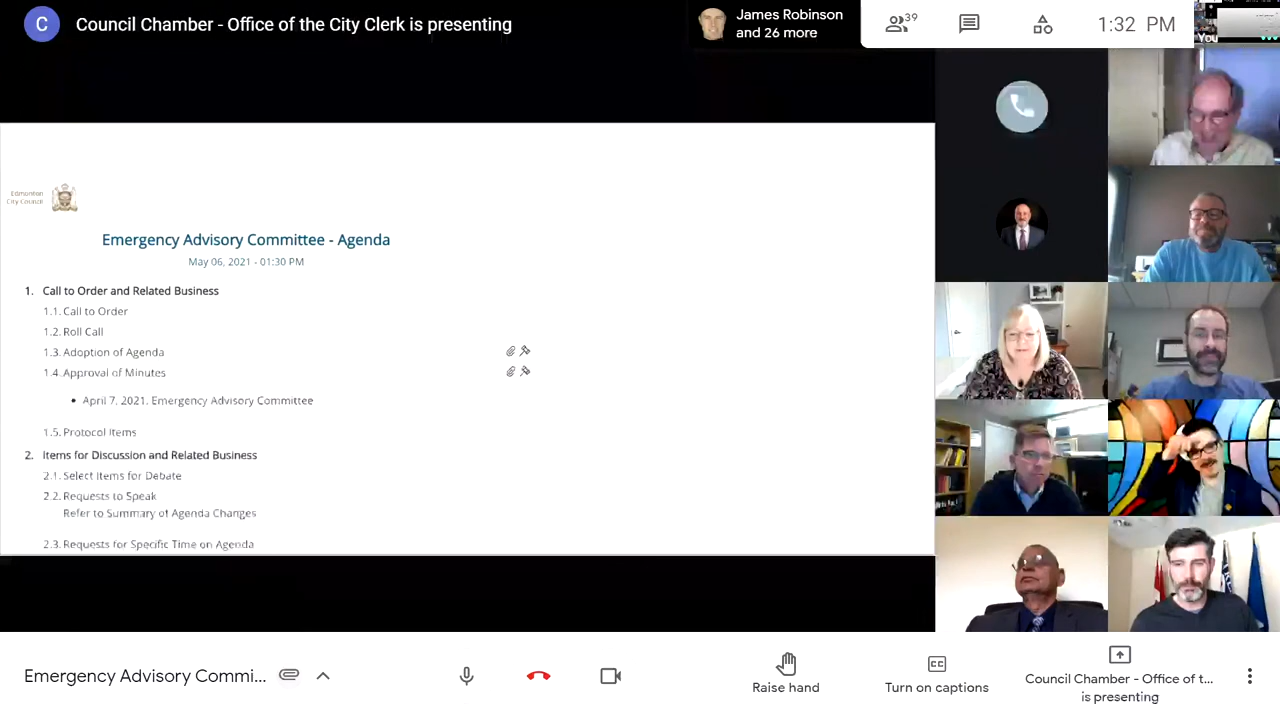 C
Council Chamber - Office of the City Clerk is presenting
James Robinson
and 26 more
39
1:32 PM
You
Edmonton
City Council
Emergency Advisory Committee - Agenda
May 06, 2021 - 01:30 PM
1. Call to Order and Related Business
1.1. Call to Order
1.2. Roll Call
1.3. Adoption of Agenda
1.4. Approval of Minutes
• April 7, 2021, Emergency Advisory Committee
1.5. Protocol Items
2. Items for Discussion and Related Business
2.1. Select Items for Debate
2.2. Requests to Speak
Refer to Summary of Agenda Changes
2.3. Requests for Specific Time on Agenda
Emergency Advisory Commi...
Raise hand
CC
Turn on captions
Council Chamber - Office of t...
is presenting